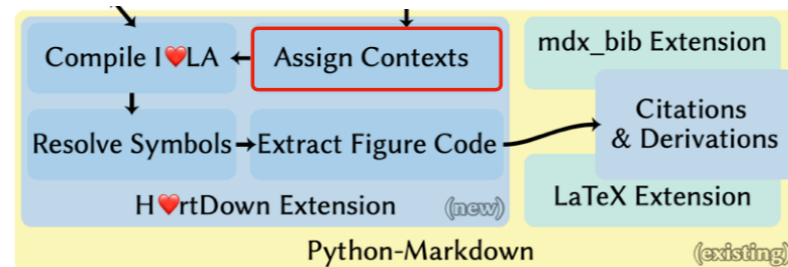 Compile I❤️LA
Assign Contexts
mdx_bib Extension
Citations
& Derivations
Resolve Symbols
Extract Figure Code
LaTeX Extension
H❤️rtDown Extension
(new)
Python-Markdown
(existing)